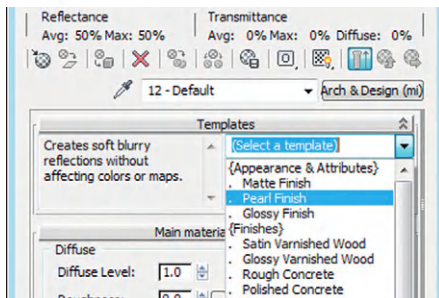 Reflectance Transmittance
Avg: 50% Max: 50% Avg: 0% Max: 0% Diffuse: 0%
12 - Default Arch & Design (mi)
Templates
Creates soft blurry
reflections without
affecting colors or maps.
(Select a template)
{Appearance & Attributes}
. Matte Finish
. Pearl Finish
. Glossy Finish
{Finishes}
. Satin Varnished Wood
. Glossy Varnished Wood
. Rough Concrete
. Polished Concrete
Main materia
Diffuse
Diffuse Level: 1.0